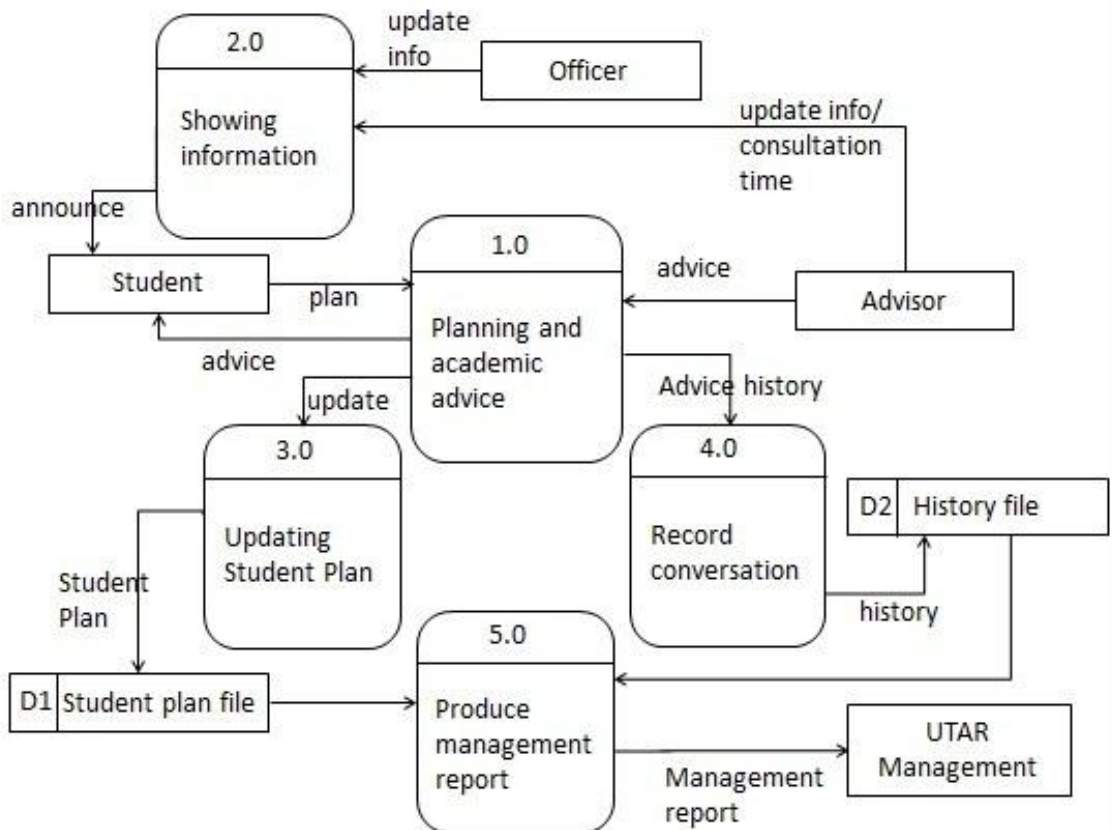 2.0
Showing
information
update
info
Officer
update info/
consultation
time
announce
Student
plan
advice
1.0
Planning and
academic
advice
advice
Advisor
update
Advice history
3.0
Updating
Student Plan
4.0
Record
conversation
D2 History file
history
Student
Plan
D1 Student plan file
5.0
Produce
management
report
Management
report
UTAR
Management